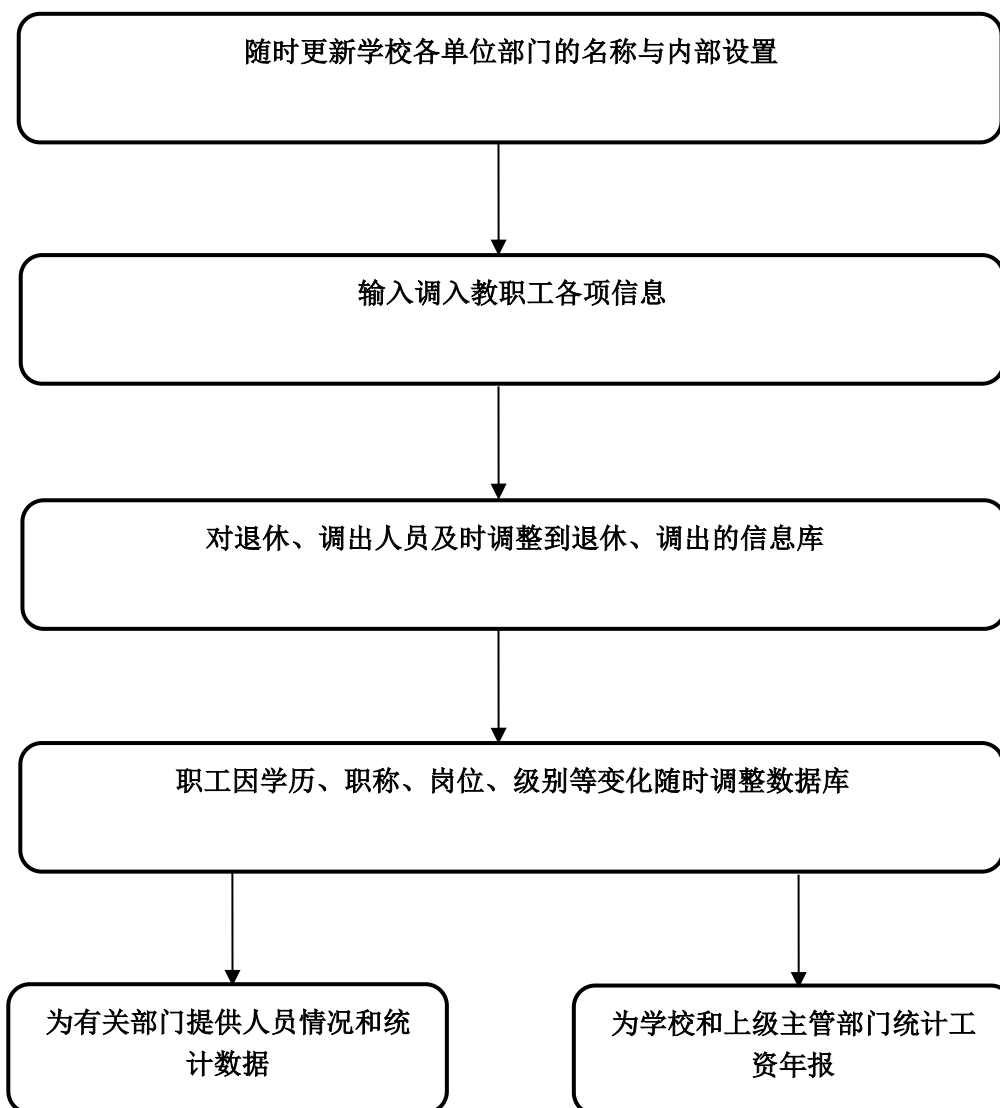 随时更新学校各单位部门的名称与内部设置
输入调入教职工各项信息
对退休、调出人员及时调整到退休、调出的信息库
职工因学历、职称、岗位、级别等变化随时调整数据库
为有关部门提供人员情况和统
计数据
为学校和上级主管部门统计工
资年报